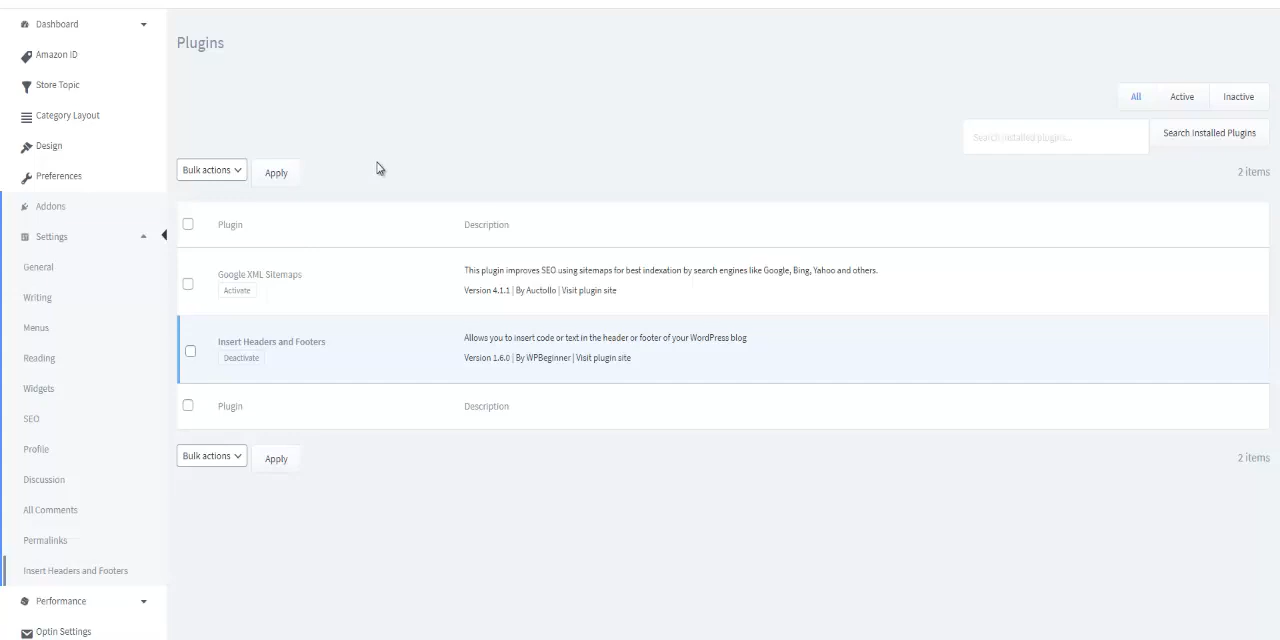 Dashboard
Amazon ID
Store Topic
Category Layout
Design
Preferences
Addons
Settings
General
Writing
Menus
Reading
Widgets
SEO
Profile
Discussion
All Comments
Permalinks
Insert Headers and Footers
Performance
Optin Settings
Plugins
All Active Inactive
Search installed plugins... Search Installed Plugins
Bulk actions Apply 2 items
Plugin Description
Google XML Sitemaps This plugin improves SEO using sitemaps for best indexation by search engines like Google, Bing, Yahoo and others.
Activate Version 4.1.1 | By Auctollo | Visit plugin site
Insert Headers and Footers Allows you to insert code or text in the header or footer of your WordPress blog
Deactivate Version 1.6.0 | By WPBeginner | Visit plugin site
Plugin Description
Bulk actions Apply 2 items